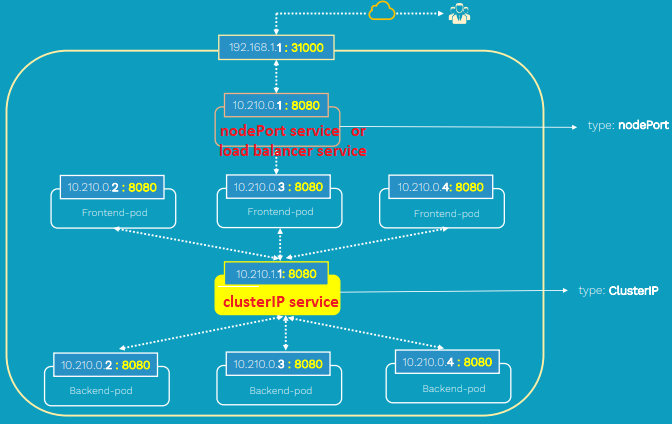 192.168.1.1 : 31000
10.210.0.1 : 8080
nodePort service or
load balancer service
type: nodePort
10.210.0.2 : 8080
10.210.0.3 : 8080
10.210.0.4: 8080
Frontend-pod
Frontend-pod
Frontend-pod
10.210.1.1: 8080
clusterIP service
type: ClusterIP
10.210.0.2 : 8080
10.210.0.3 : 8080
10.210.0.4 : 8080
Backend-pod
Backend-pod
Backend-pod